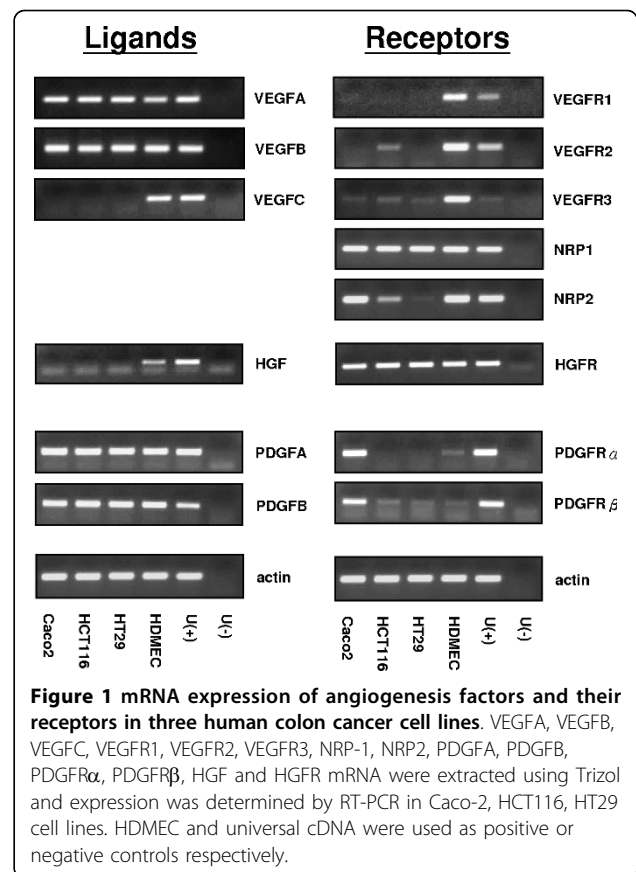 Ligands
VEGFA
VEGFB
VEGFC
HGF
PDGFA
PDGFB
actin
Caco2
HCT116
HT29
HDMEC
U(+)
U(-)
Receptors
VEGFR1
VEGFR2
VEGFR3
NRP1
NRP2
HGFR
PDGFR α
PDGFR β
actin
Caco2
HCT116
HT29
HDMEC
U(+)
U(-)
Figure 1 mRNA expression of angiogenesis factors and their
receptors in three human colon cancer cell lines. VEGFA, VEGFB,
VEGFC, VEGFR1, VEGFR2, VEGFR3, NRP-1, NRP2, PDGFA, PDGFB,
PDGFRα, PDGFRβ, HGF and HGFR mRNA were extracted using Trizol
and expression was determined by RT-PCR in Caco-2, HCT116, HT29
cell lines. HDMEC and universal cDNA were used as positive or
negative controls respectively.